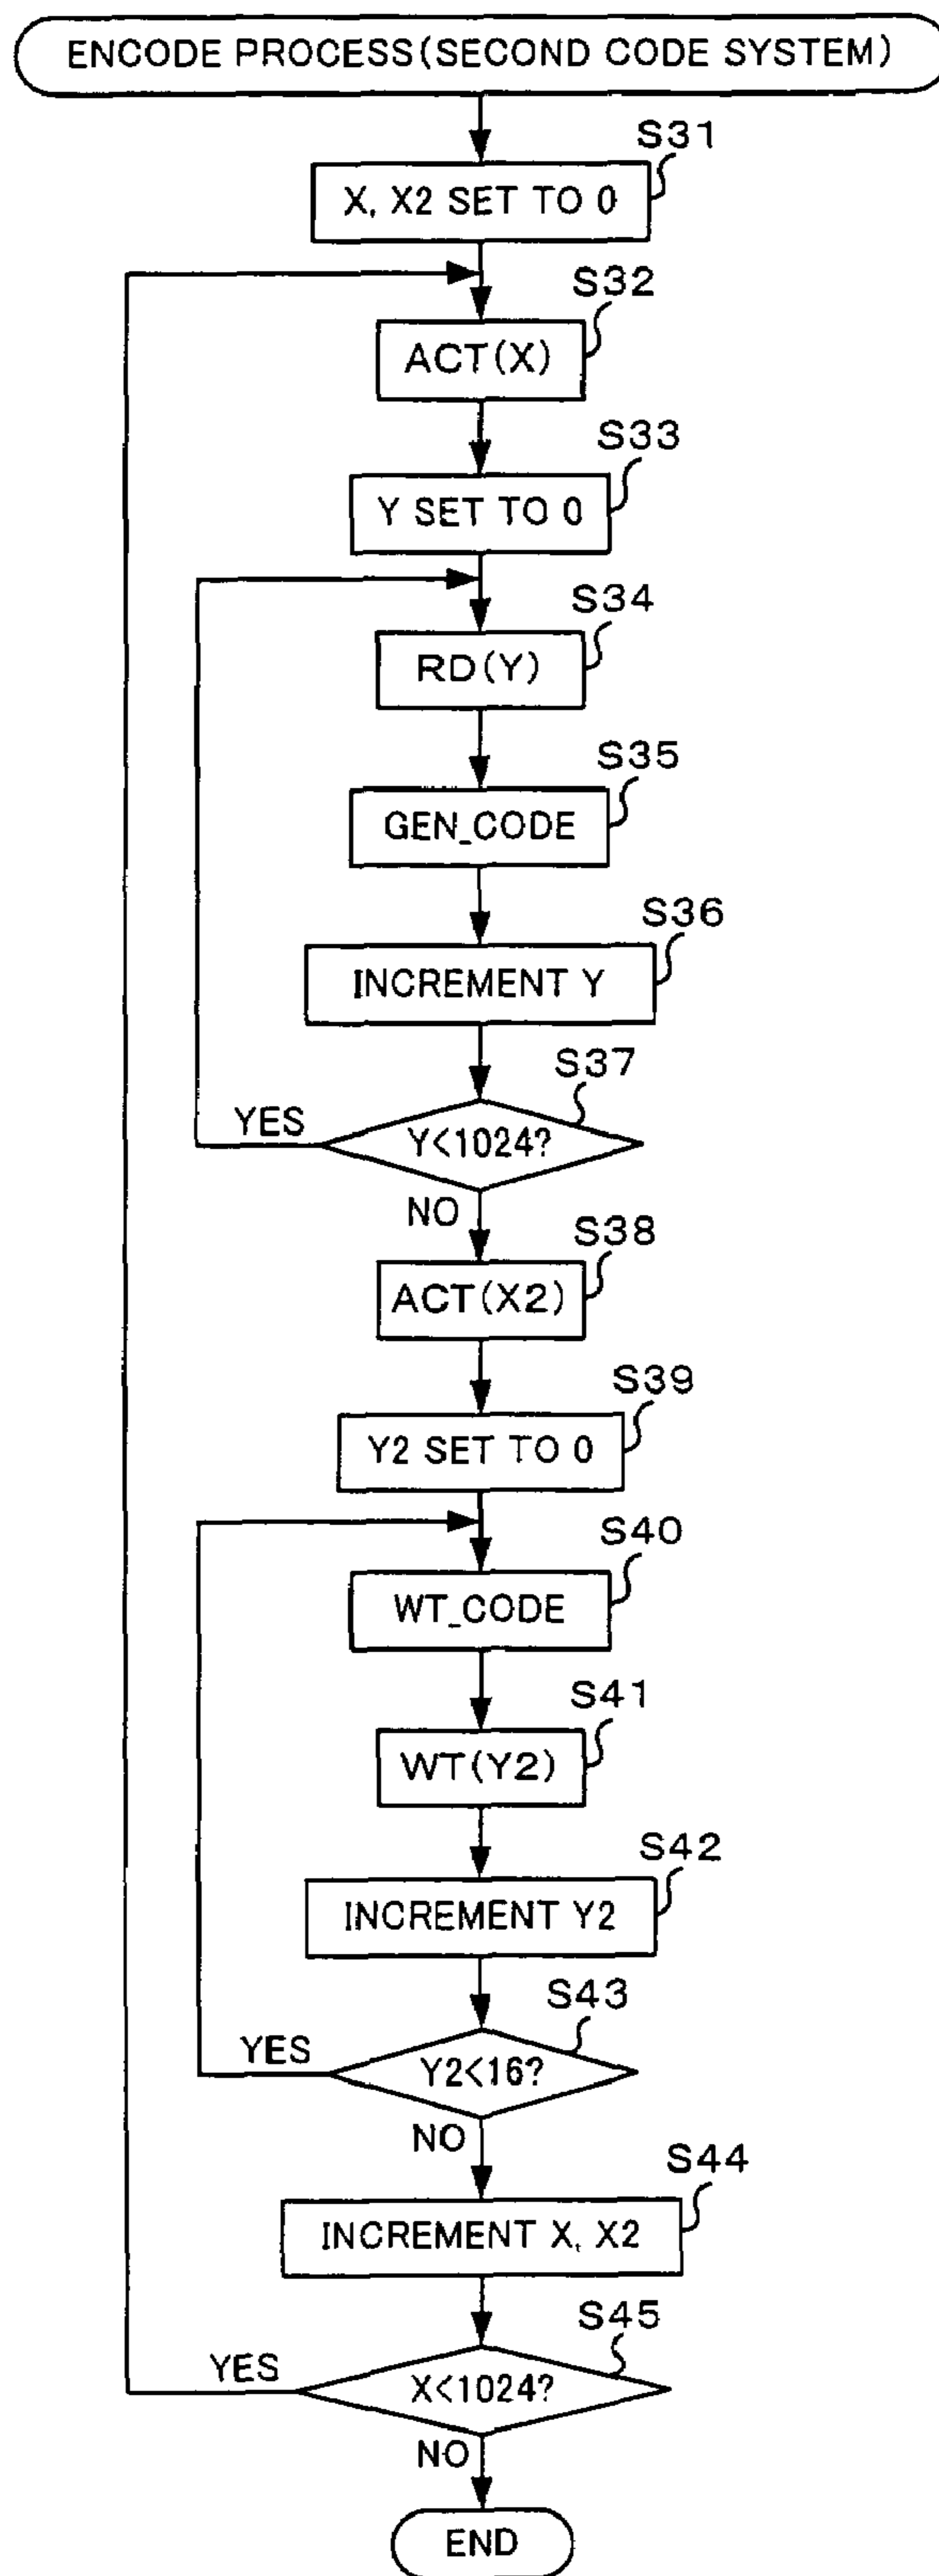 ENCODE PROCESS(SECOND CODE SYSTEM)
S31
X, X2 SET TO 0
S32
ACT(X)
S33
Y SET TO 0
S34
RD(Y)
S35
GEN_CODE
S36
INCREMENT Y
S37
YES
Y<1024?
NO
S38
ACT(X2)
S39
Y2 SET TO 0
S40
WT_CODE
S41
WT(Y2)
S42
INCREMENT Y2
S43
YES
Y2<16?
NO
S44
INCREMENT X, X2
S45
YES
X<1024?
NO
END